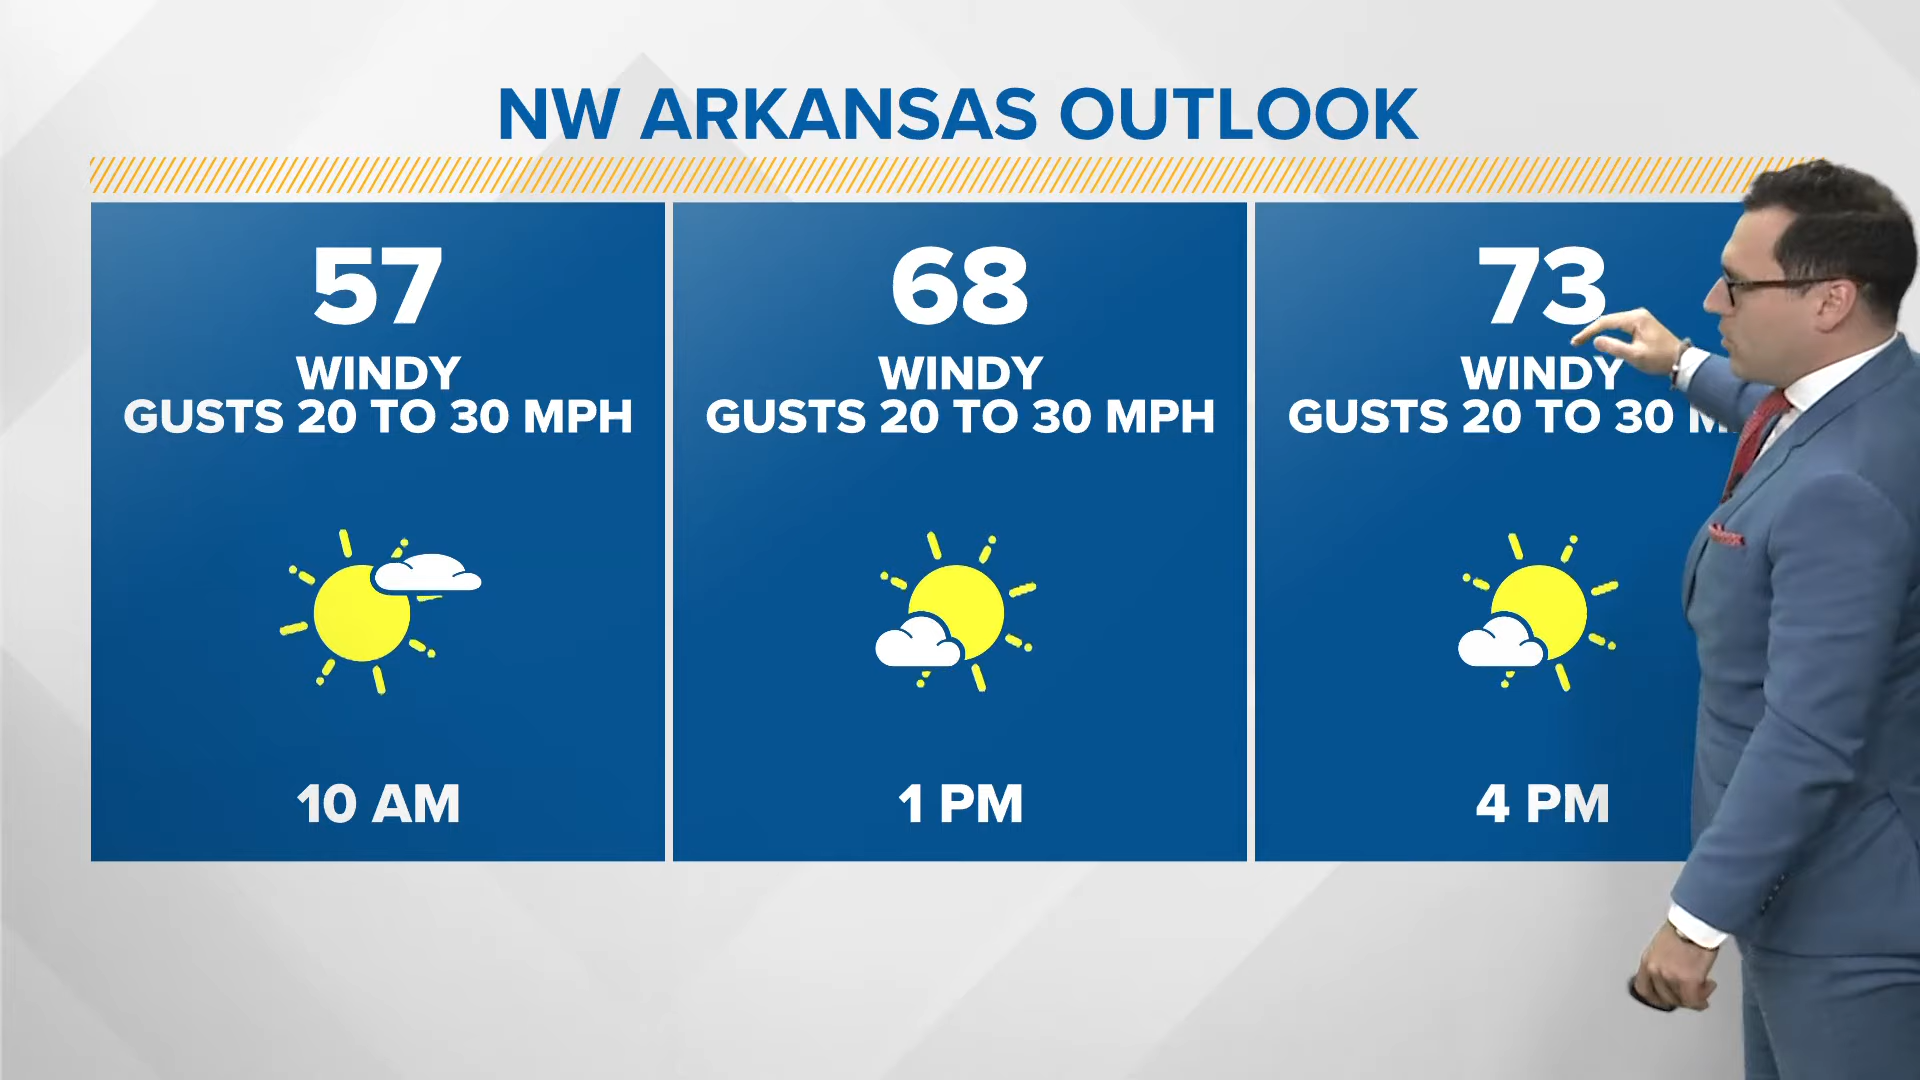 NW ARKANSAS OUTLOOK
57
WINDY
GUSTS 20 TO 30 MPH
10 AM
68
WINDY
GUSTS 20 TO 30 MPH
1 PM
73
WINDY
GUSTS 20 TO 30
4 PM